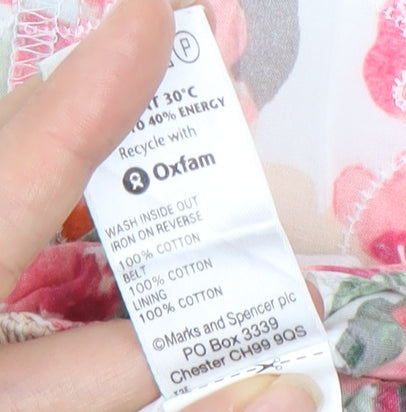 P
AT 30°C
TO 40% ENERGY
Recycle with
Oxfam
WASH INSIDE OUT
IRON ON REVERSE
100% COTTON
BELT
100% COTTON
LINING
100% COTTON
©Marks and Spencer plc
PO Box 3339
Chester CH99 9QS